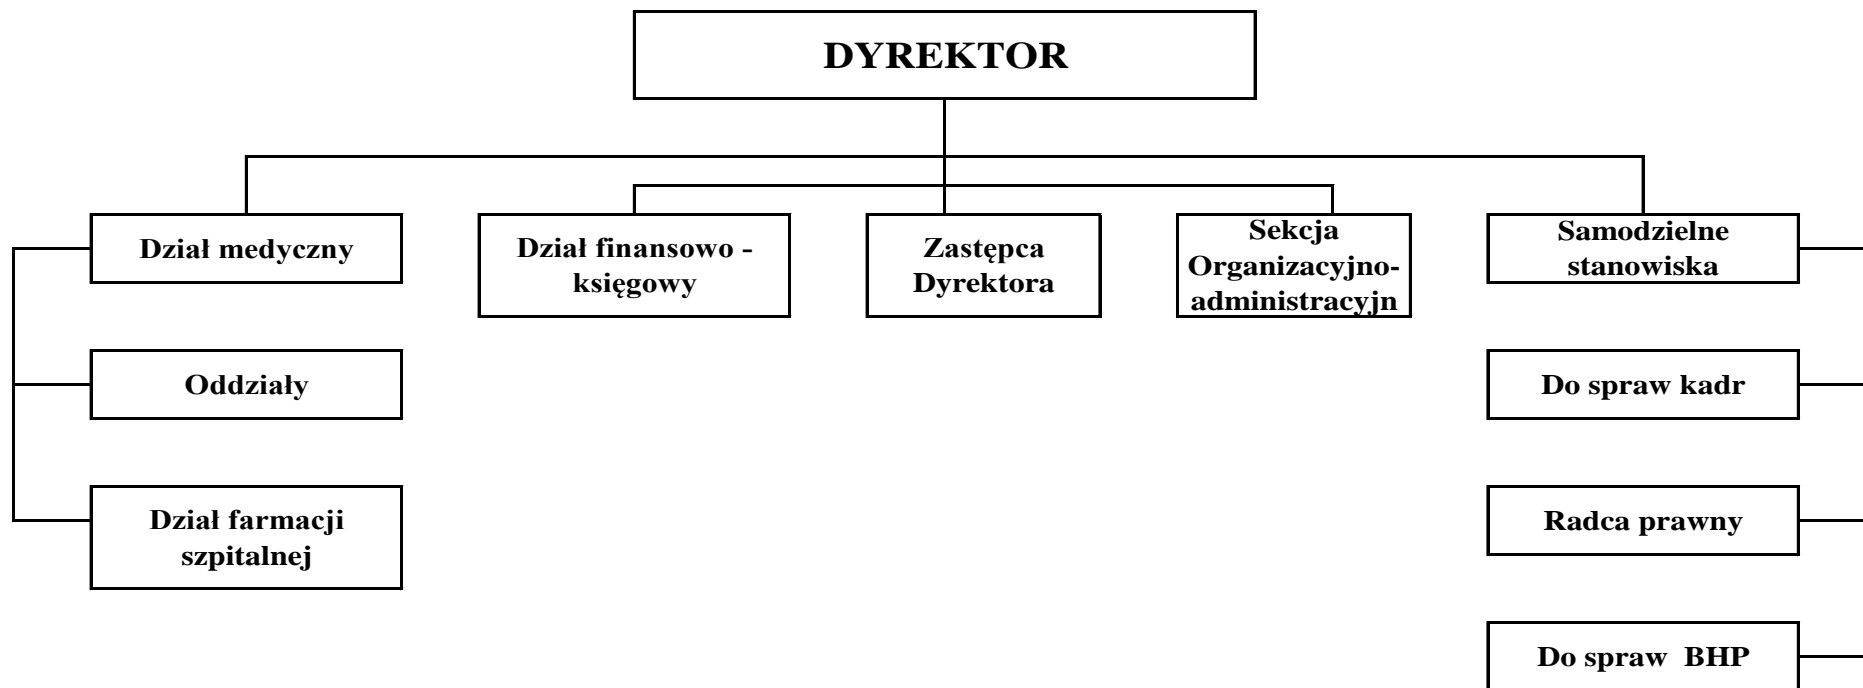 DYREKTOR
Dział medyczny
Dział finansowo -
księgowy
Zastępca
Dyrektora
Sekcja
Organizacyjno-
administracyjn
Samodzielne
stanowiska
Oddziały
Do spraw kadr
Dział farmacji
szpitalnej
Radca prawny
Do spraw BHP